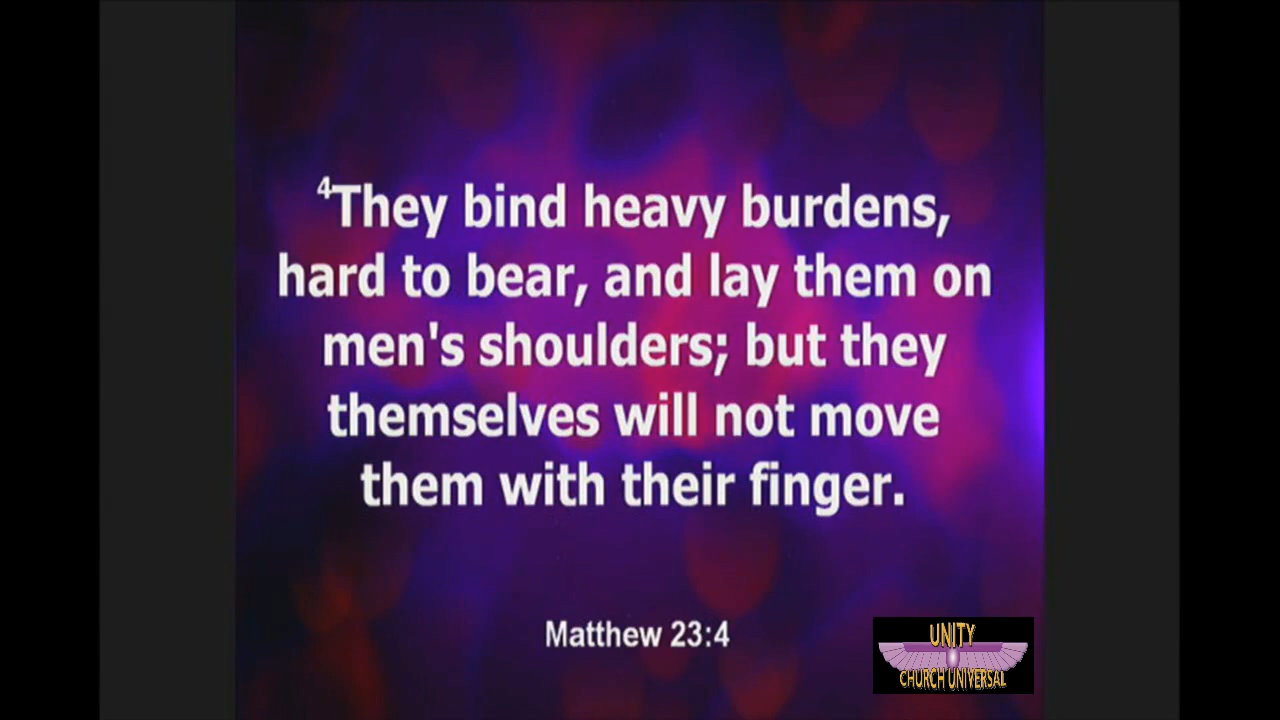 ⁴They bind heavy burdens,
hard to bear, and lay them on
men's shoulders; but they
themselves will not move
them with their finger.
Matthew 23:4
UNITY
CHURCH UNIVERSAL